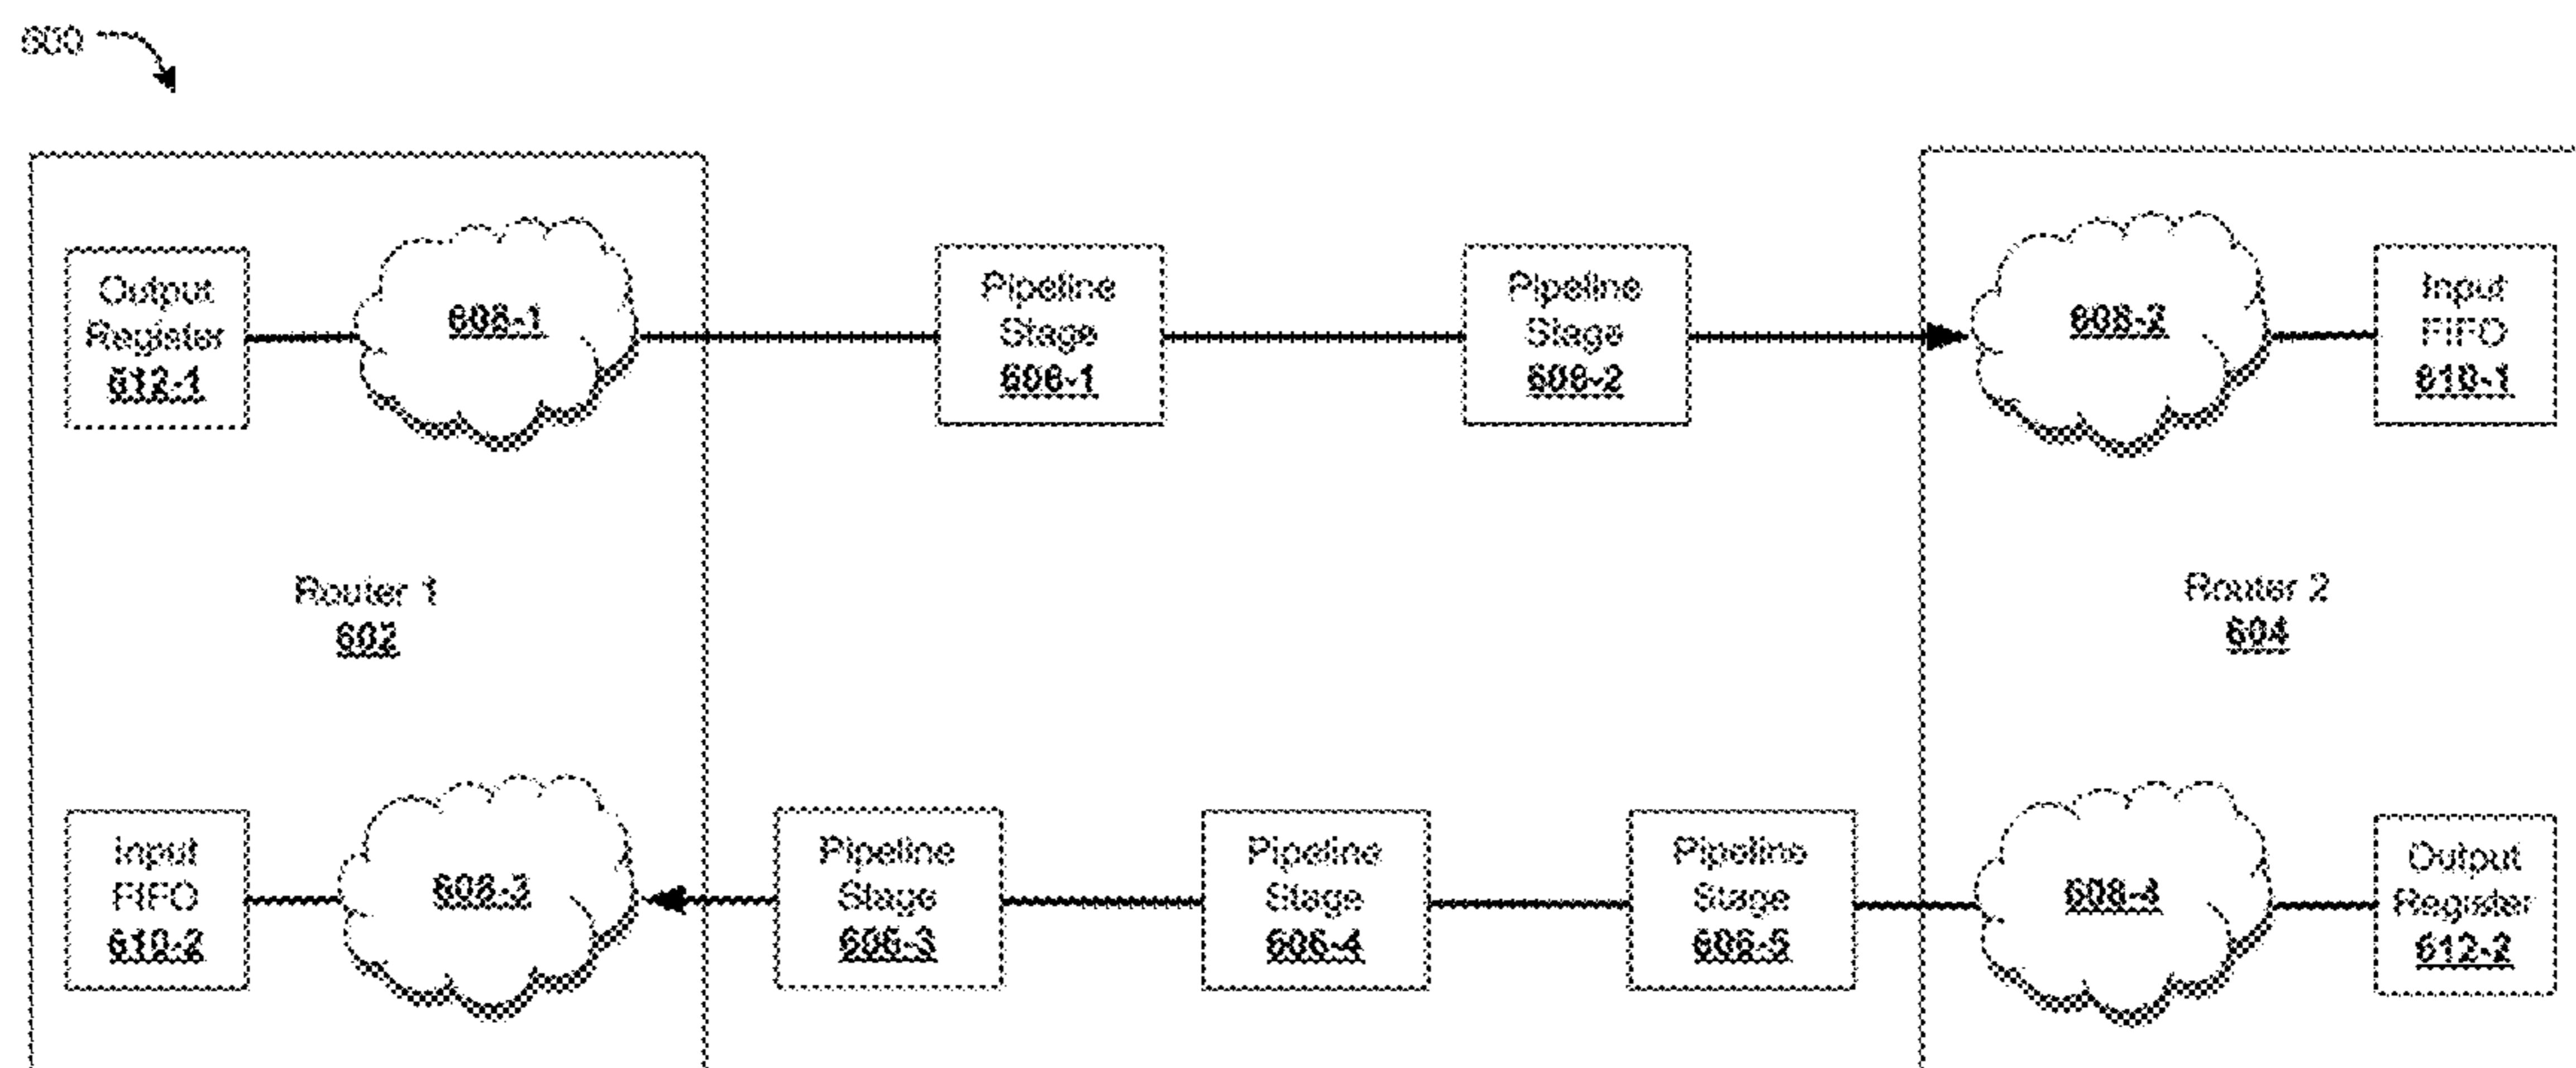 600
Output
Register
612-1
608-1
Pipeline
Stage
606-1
Pipeline
Stage
606-2
608-2
Input
FIFO
610-1
Router 1
602
Router 2
604
Input
FIFO
610-2
608-3
Pipeline
Stage
606-3
Pipeline
Stage
606-4
Pipeline
Stage
606-5
608-4
Output
Register
612-2